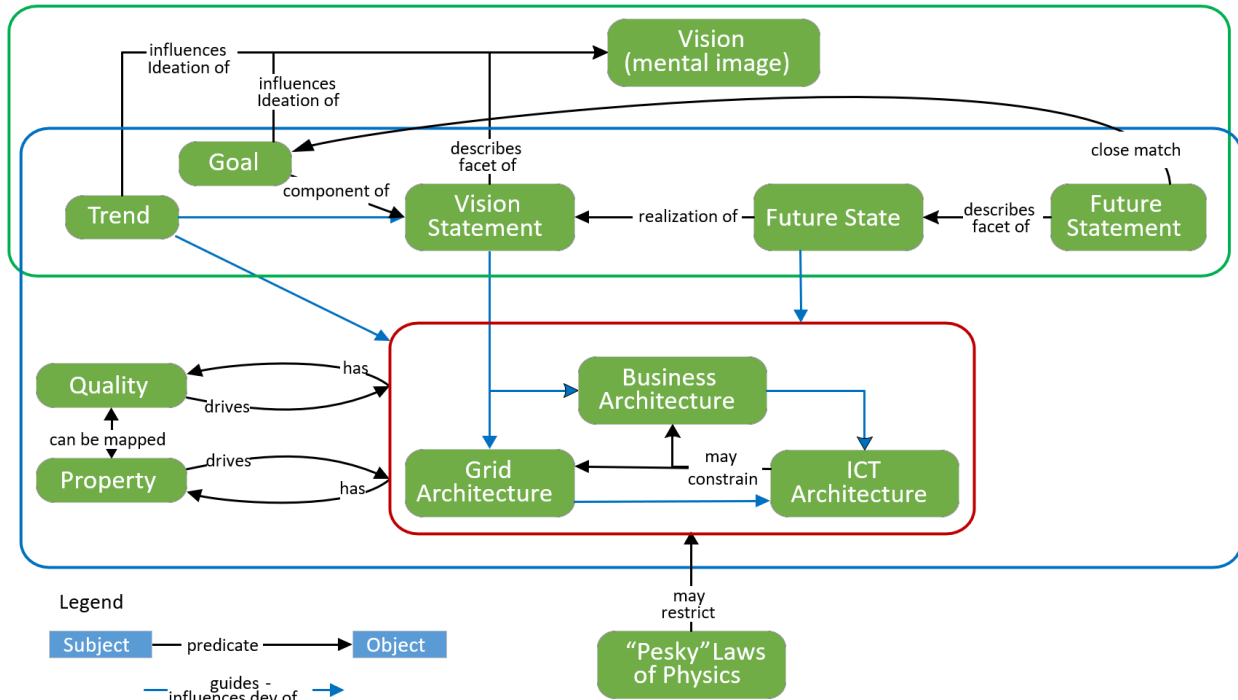 influences
Ideation of
Vision
(mental image)
influences
Ideation of
Goal
describes
facet of
close match
component of
Trend
Vision
Statement
realization of
Future State
describes
facet of
Future
Statement
Quality
has
drives
can be mapped
Property
drives
has
Business
Architecture
Grid
Architecture
may
constrain
ICT
Architecture
Legend
may
restrict
Subject
predicate
Object
"Pesky" Laws
of Physics
guides -
influences dev of